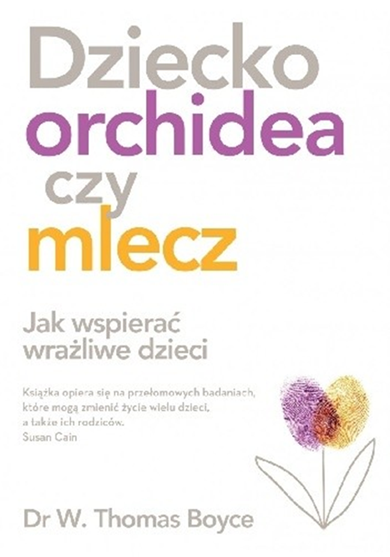 Dziecko
orchidea
czy
mlecz
Jak wspierać
wrażliwe dzieci
Książka opiera się na przełomowych badaniach,
które mogą zmienić życie wielu dzieci,
a także ich rodziców.
Susan Cain
Dr W. Thomas Boyce